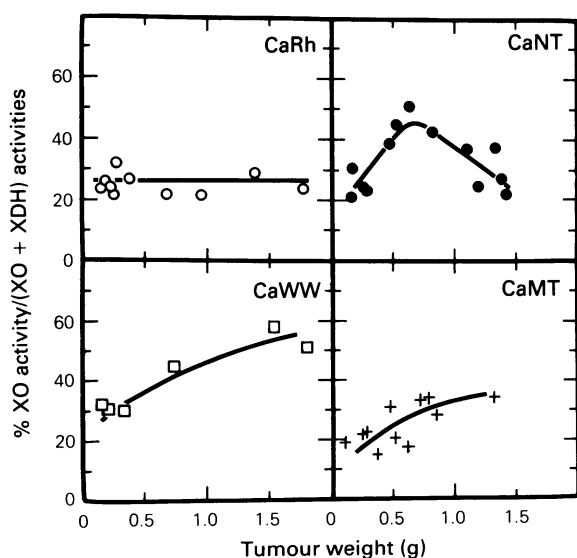 CaRh
CaNT
60
40
20
0
CaWW
CaMT
60
40
20
0
0 0.5 1.0 1.5 0 0.5 1.0 1.5
Tumour weight (g)
% XO activity/(XO + XDH) activities